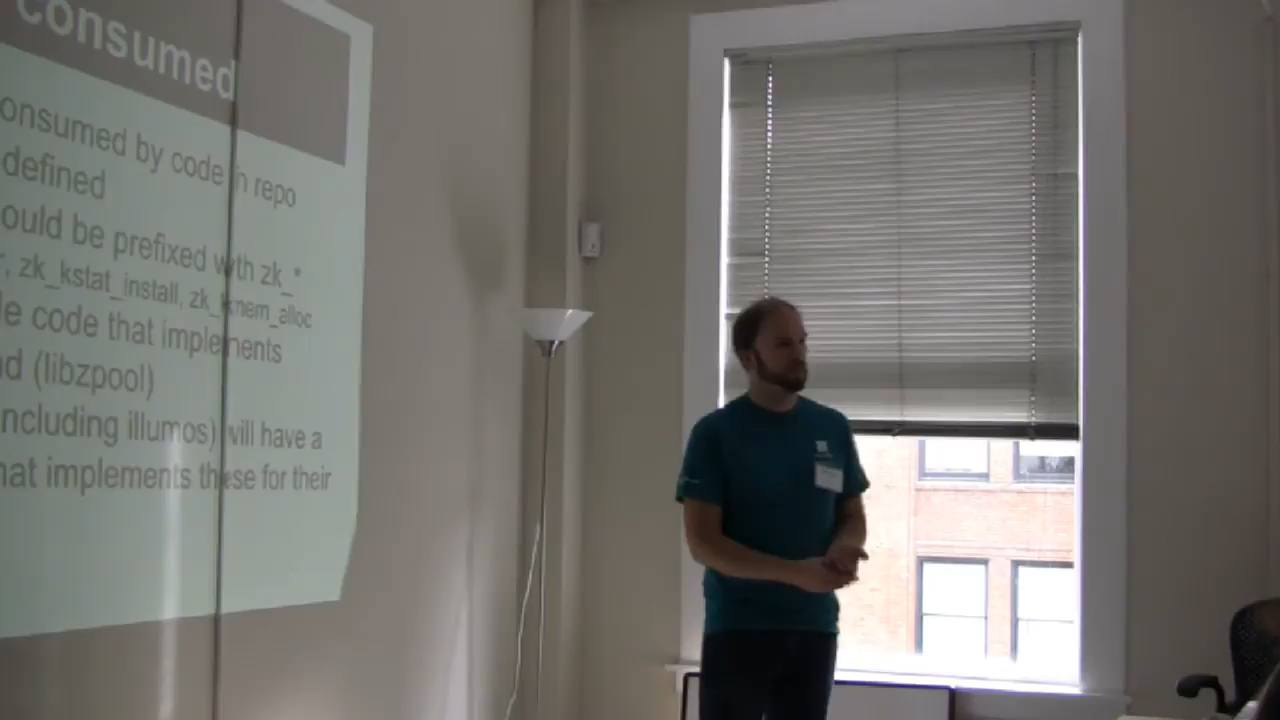 consumed
onsumed by code in repo
defined
ould be prefixed with zk_*
, zk_kstat_install, zk_kmem_alloc
le code that implements
nd (libzpool)
ncluding illumos) will have a
hat implements these for their